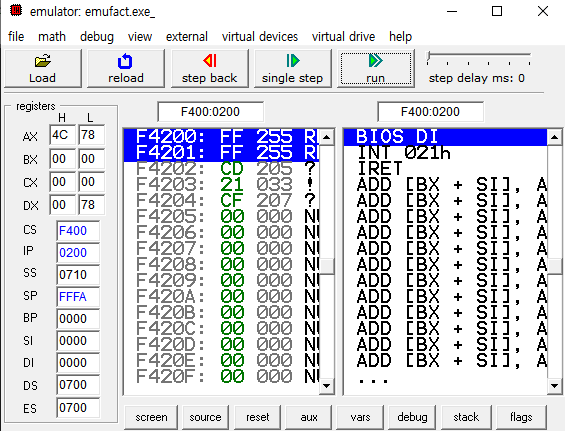 emulator: emufact.exe_
file math debug view external virtual devices virtual drive help
Load reload step back single step run step delay ms: 0
registers
H L
AX 4C 78
BX 00 00
CX 00 00
DX 00 78
CS F400
IP 0200
SS 0710
SP FFFA
BP 0000
SI 0000
DI 0000
DS 0700
ES 0700
F400:0200
F4200: FF 255 R
F4201: FF 255 R
F4202: CD 205 ?
F4203: 21 033 !
F4204: CF 207 ?
F4205: 00 000 NU
F4206: 00 000 NU
F4207: 00 000 NU
F4208: 00 000 NU
F4209: 00 000 NU
F420A: 00 000 NU
F420B: 00 000 NU
F420C: 00 000 NU
F420D: 00 000 NU
F420E: 00 000 NU
F420F: 00 000 NU
F400:0200
BIOS DI
INT 021h
IRET
ADD [BX + SI], A
ADD [BX + SI], A
ADD [BX + SI], A
ADD [BX + SI], A
ADD [BX + SI], A
ADD [BX + SI], A
ADD [BX + SI], A
ADD [BX + SI], A
ADD [BX + SI], A
ADD [BX + SI], A
ADD [BX + SI], A
ADD [BX + SI], A
...
screen source reset aux vars debug stack flags